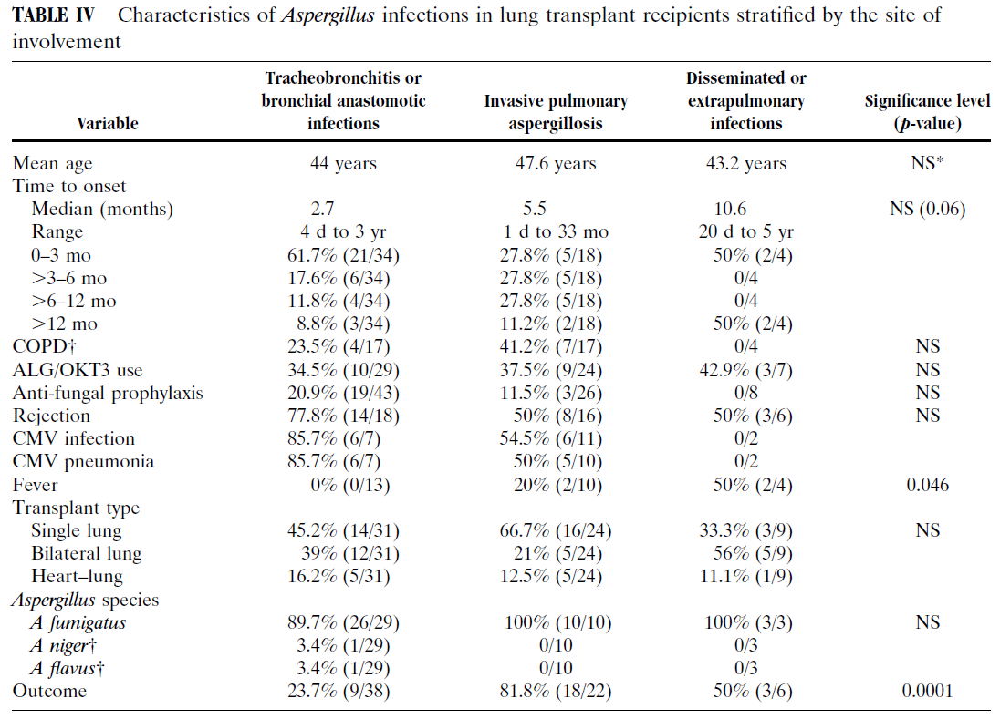 TABLE IV Characteristics of Aspergillus infections in lung transplant recipients stratified by the site of
involvement
Variable Tracheobronchitis or bronchial anastomotic infections Invasive pulmonary aspergillosis Disseminated or extrapulmonary infections Significance level (p-value)
Mean age 44 years 47.6 years 43.2 years NS*
Time to onset
Median (months) 2.7 5.5 10.6 NS (0.06)
Range 4 d to 3 yr 1 d to 33 mo 20 d to 5 yr
0–3 mo 61.7% (21/34) 27.8% (5/18) 50% (2/4)
>3–6 mo 17.6% (6/34) 27.8% (5/18) 0/4
>6–12 mo 11.8% (4/34) 27.8% (5/18) 0/4
>12 mo 8.8% (3/34) 11.2% (2/18) 50% (2/4)
COPD† 23.5% (4/17) 41.2% (7/17) 0/4 NS
ALG/OKT3 use 34.5% (10/29) 37.5% (9/24) 42.9% (3/7) NS
Anti-fungal prophylaxis 20.9% (19/43) 11.5% (3/26) 0/8 NS
Rejection 77.8% (14/18) 50% (8/16) 50% (3/6) NS
CMV infection 85.7% (6/7) 54.5% (6/11) 0/2
CMV pneumonia 85.7% (6/7) 50% (5/10) 0/2
Fever 0% (0/13) 20% (2/10) 50% (2/4) 0.046
Transplant type
Single lung 45.2% (14/31) 66.7% (16/24) 33.3% (3/9) NS
Bilateral lung 39% (12/31) 21% (5/24) 56% (5/9)
Heart–lung 16.2% (5/31) 12.5% (5/24) 11.1% (1/9)
Aspergillus species
A fumigatus 89.7% (26/29) 100% (10/10) 100% (3/3) NS
A niger† 3.4% (1/29) 0/10 0/3
A flavus† 3.4% (1/29) 0/10 0/3
Outcome 23.7% (9/38) 81.8% (18/22) 50% (3/6) 0.0001